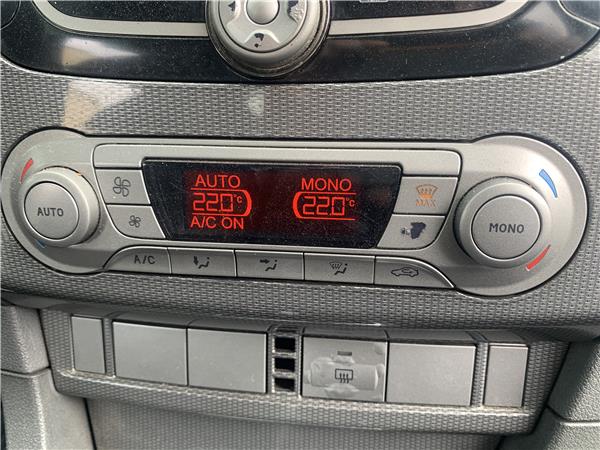 AUTO MONO
22.0°C 22.0°C
A/C ON
MAX
AUTO
MONO
A/C